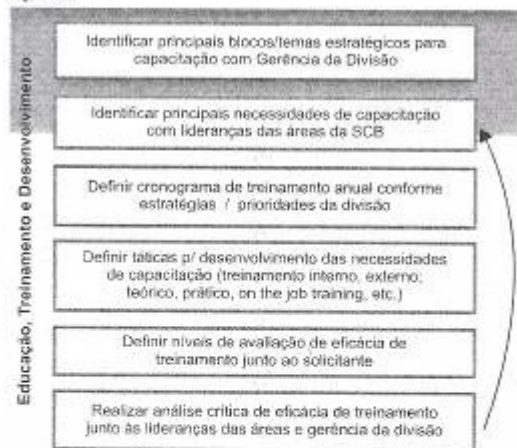 Educação, Treinamento e Desenvolvimento
Identificar principais blocos/temas estratégicos para
capacitação com Gerência da Divisão
Identificar principais necessidades de capacitação
com lideranças das áreas da SCB
Definir cronograma de treinamento anual conforme
estratégias / prioridades da divisão
Definir táticas p/ desenvolvimento das necessidades
de capacitação (treinamento interno, externo;
teórico, prático, on the job training, etc.)
Definir níveis de avaliação de eficácia de
treinamento junto ao solicitante
Realizar análise crítica de eficácia de treinamento
junto às lideranças das áreas e gerência da divisão